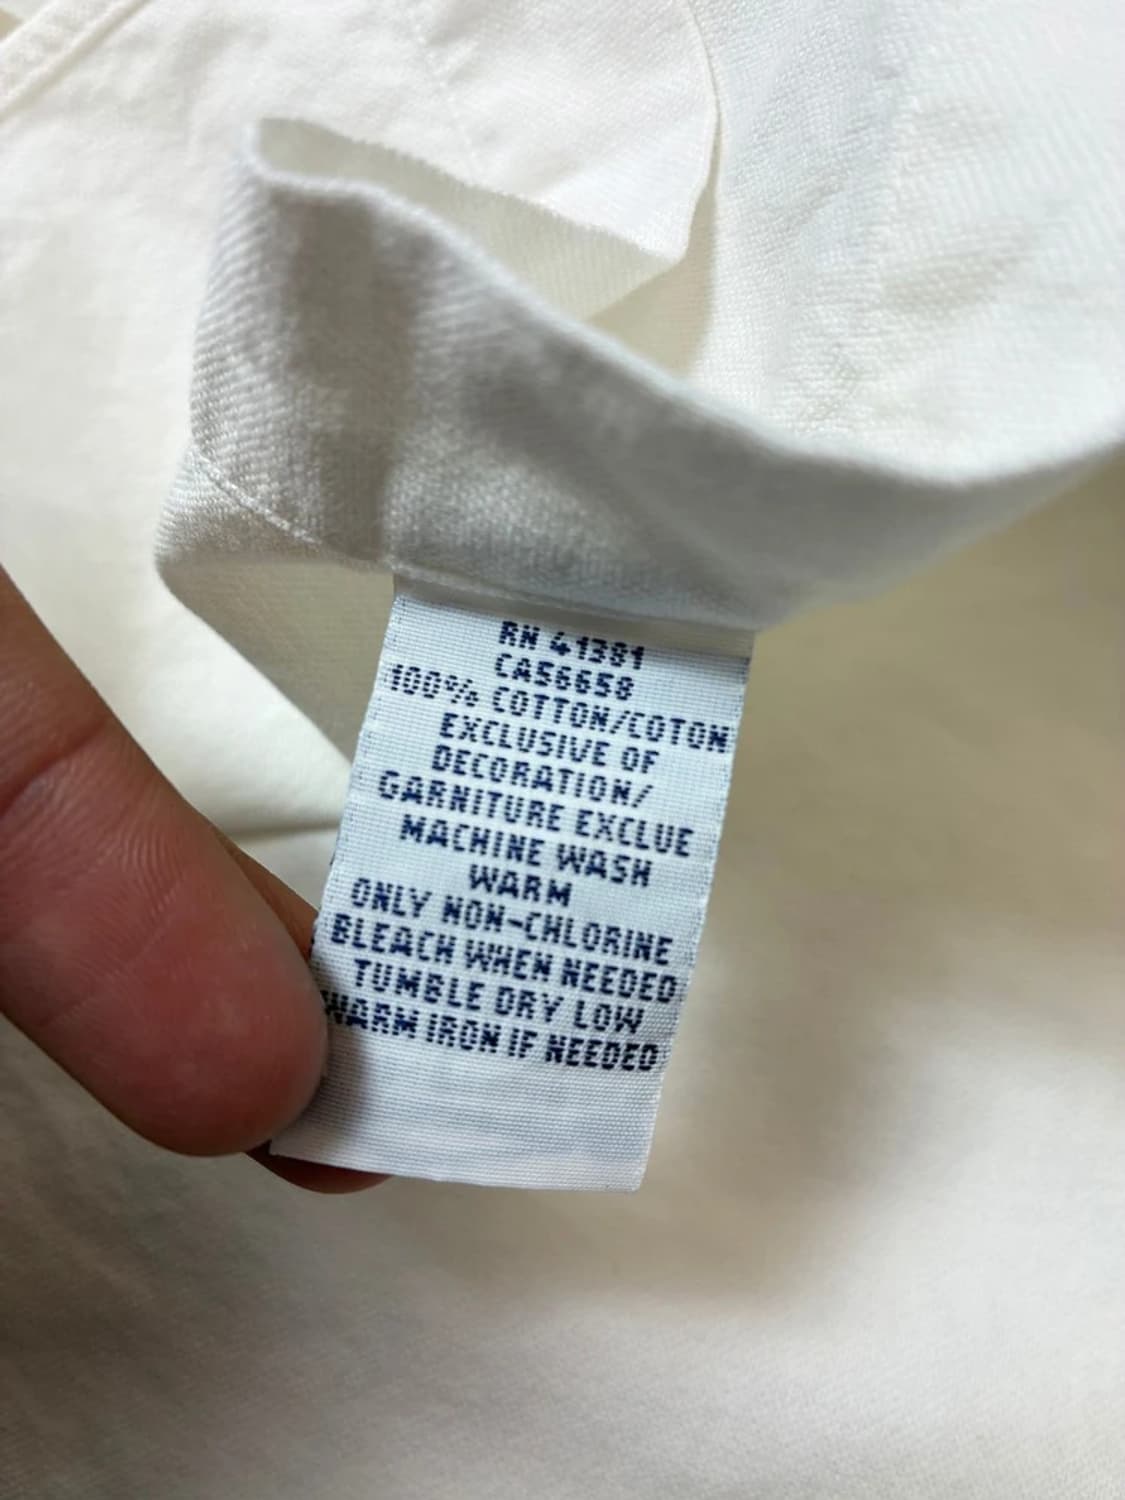 RN 41381
CA56658
100% COTTON/COTON
EXCLUSIVE OF
DECORATION/
GARNITURE EXCLUE
MACHINE WASH
WARM
ONLY NON-CHLORINE
BLEACH WHEN NEEDED
TUMBLE DRY LOW
WARM IRON IF NEEDED